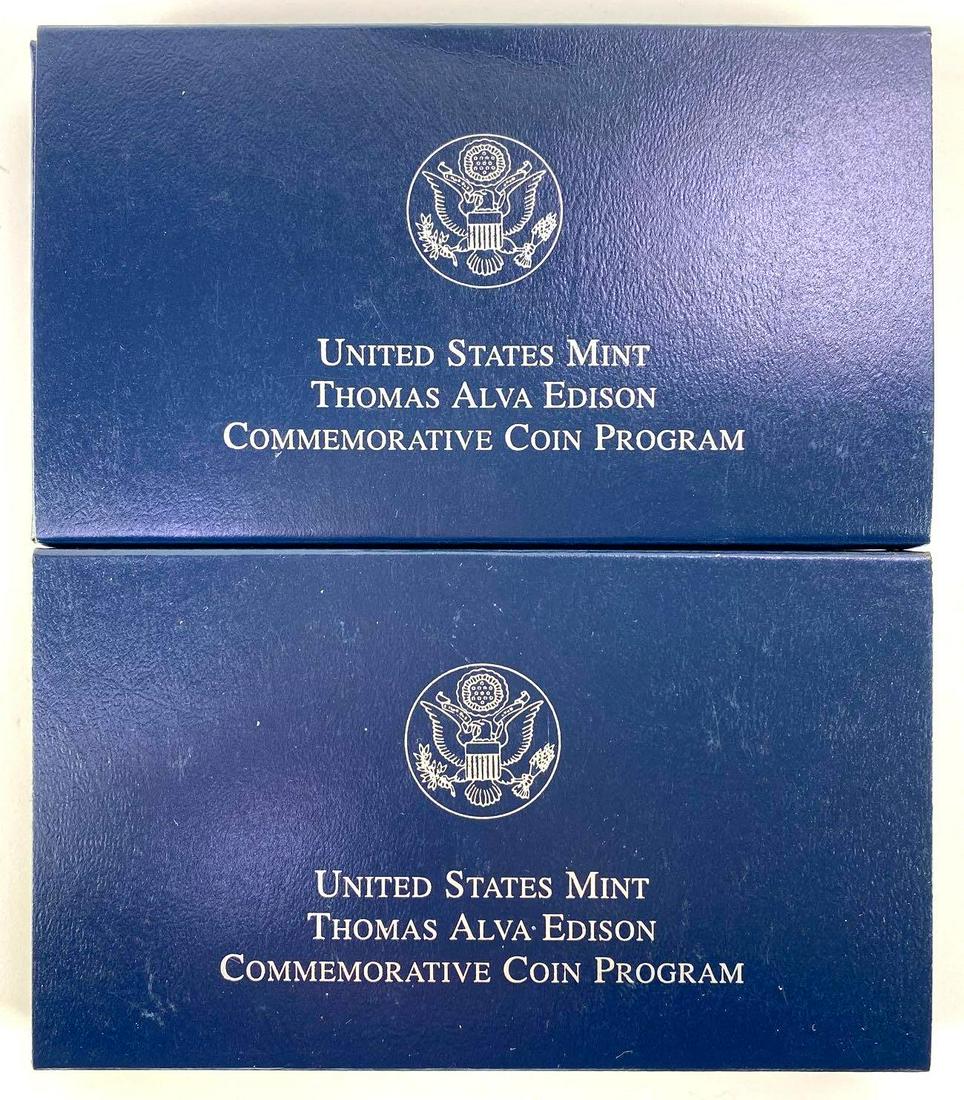 United States Mint
Thomas Alva Edison
Commemorative Coin Program
United States Mint
Thomas Alva Edison
Commemorative Coin Program